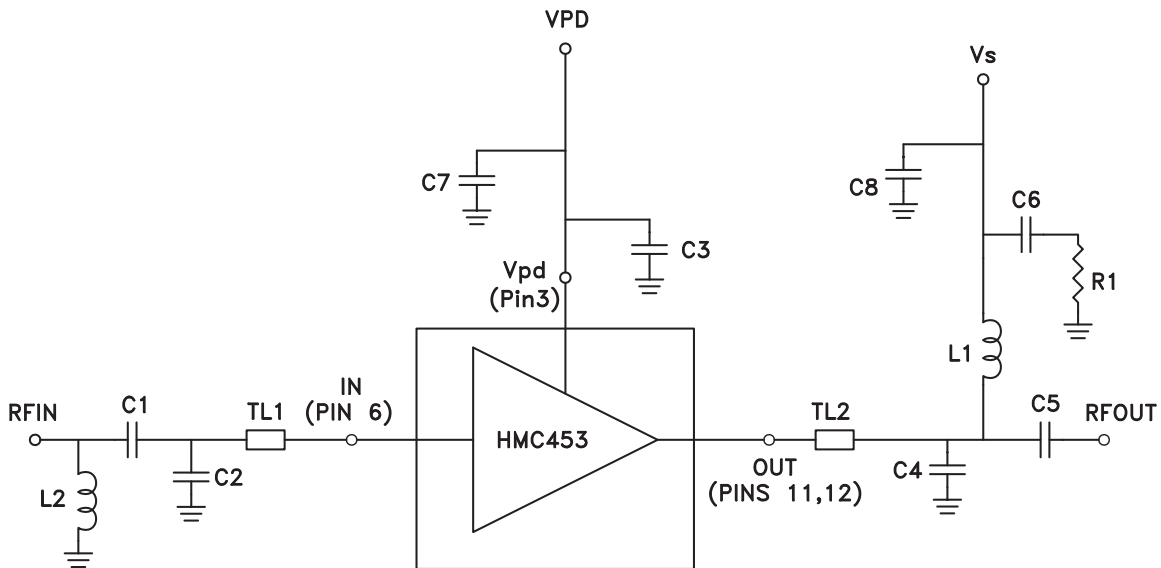 VPD
Vs
C7
C8
C6
C3
Vpd
(Pin3)
R1
L1
RFIN
C1
TL1
IN
(PIN 6)
HMC453
TL2
C5
RFOUT
L2
C2
OUT
(PINS 11,12)
C4